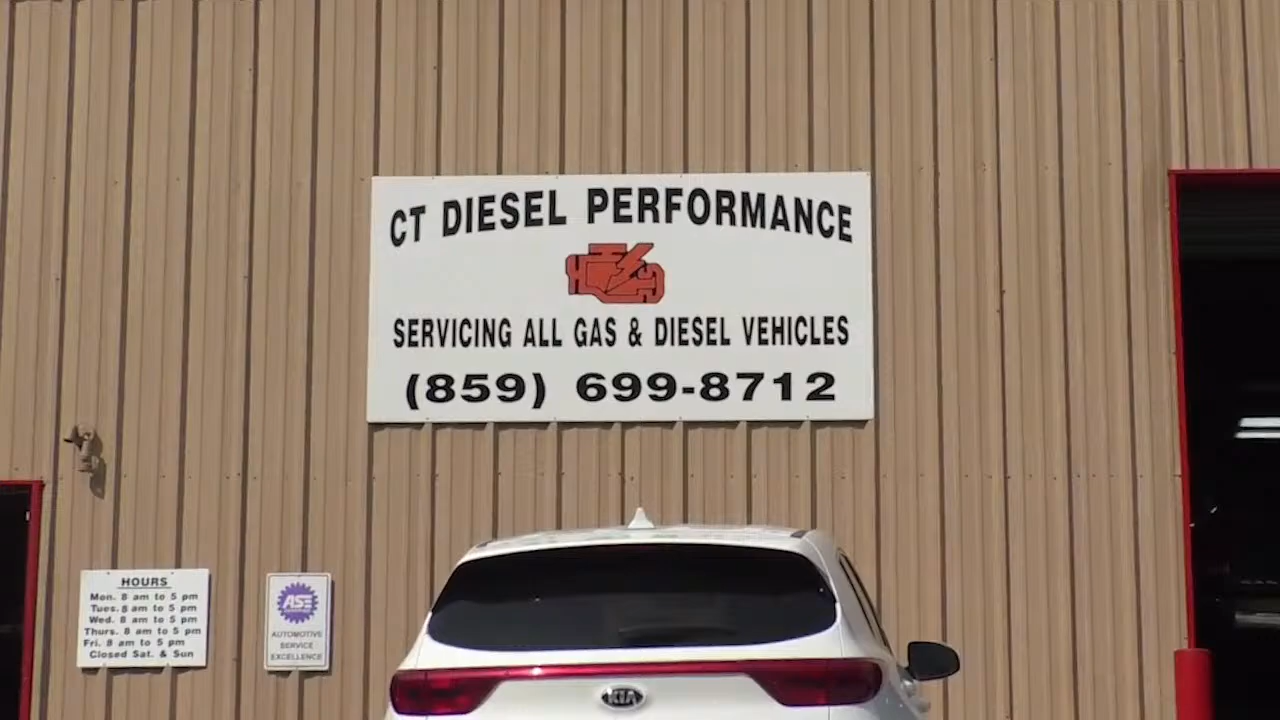 CT DIESEL PERFORMANCE
SERVICING ALL GAS & DIESEL VEHICLES
(859) 699-8712
HOURS
Mon. 8 am to 5 pm
Tues. 8 am to 5 pm
Wed. 8 am to 5 pm
Thurs. 8 am to 5 pm
Fri. 8 am to 5 pm
Closed Sat. & Sun
ASE
AUTOMOTIVE
SERVICE
EXCELLENCE
KIA